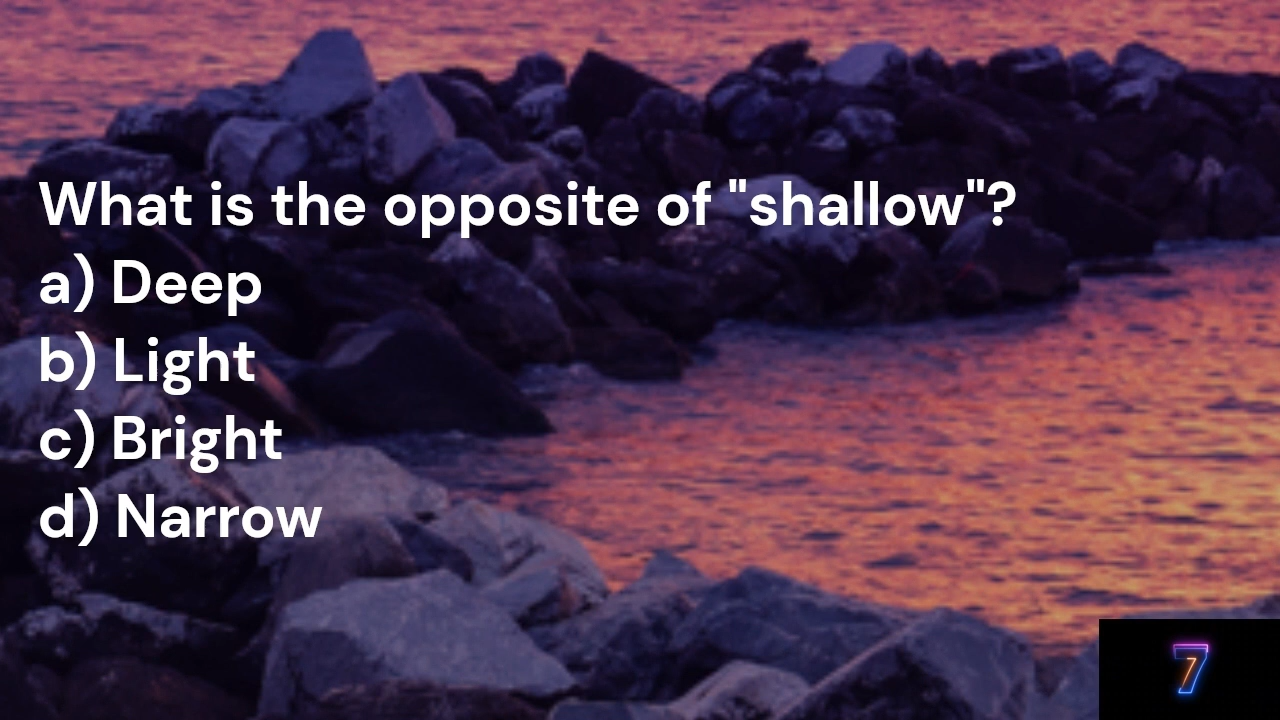 What is the opposite of "shallow"?
a) Deep
b) Light
c) Bright
d) Narrow
7